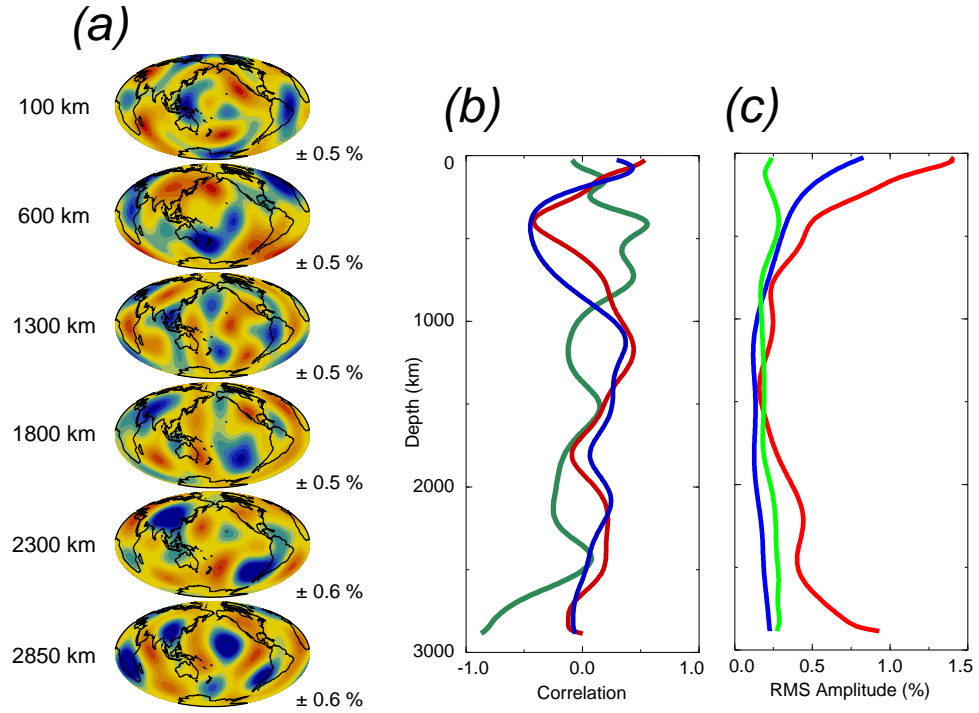 (a)
100 km
± 0.5 %
600 km
± 0.5 %
1300 km
± 0.5 %
1800 km
± 0.5 %
2300 km
± 0.6 %
2850 km
± 0.6 %
(b)
0
1000
2000
3000
Depth (km)
-1.0
0.0
1.0
Correlation
(c)
0.0
0.5
1.0
1.5
RMS Amplitude (%)